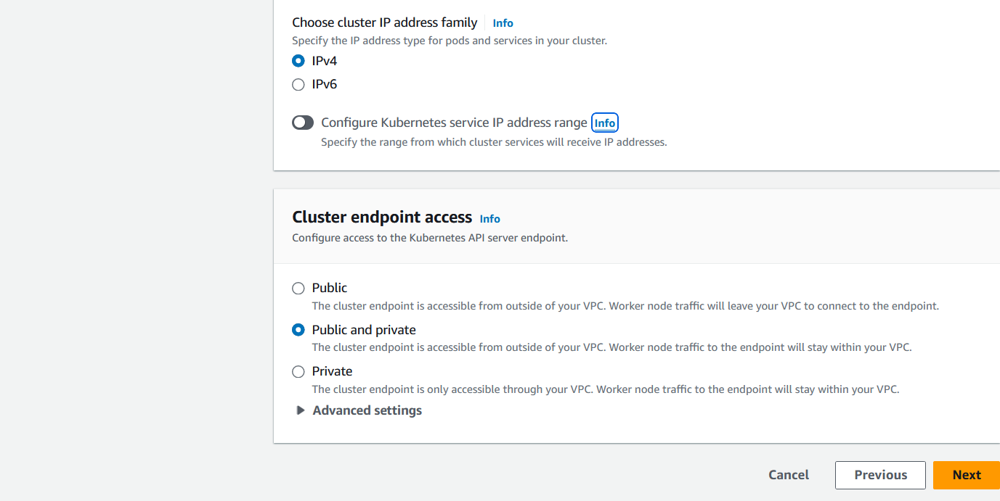 Choose cluster IP address family Info
Specify the IP address type for pods and services in your cluster.
IPv4
IPv6
Configure Kubernetes service IP address range Info
Specify the range from which cluster services will receive IP addresses.
Cluster endpoint access Info
Configure access to the Kubernetes API server endpoint.
Public
The cluster endpoint is accessible from outside of your VPC. Worker node traffic will leave your VPC to connect to the endpoint.
Public and private
The cluster endpoint is accessible from outside of your VPC. Worker node traffic to the endpoint will stay within your VPC.
Private
The cluster endpoint is only accessible through your VPC. Worker node traffic to the endpoint will stay within your VPC.
Advanced settings
Cancel Previous Next